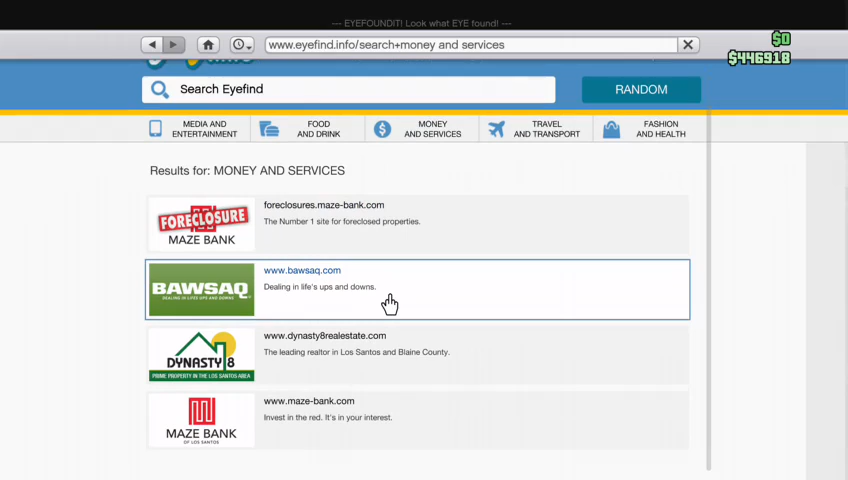 --- EYEFOUNDIT! Look what EYE found! ---
$0
$446918
www.eyefind.info/search+money and services
Search Eyefind
RANDOM
MEDIA AND
ENTERTAINMENT
FOOD
AND DRINK
MONEY
AND SERVICES
TRAVEL
AND TRANSPORT
FASHION
AND HEALTH
Results for: MONEY AND SERVICES
FORECLOSURE
MAZE BANK
foreclosures.maze-bank.com
The Number 1 site for foreclosed properties.
BAWSAQ
DEALING IN LIFE'S UPS AND DOWNS
www.bawsaq.com
Dealing in life's ups and downs.
DYNASTY 8
PRIME PROPERTY IN THE LOS SANTOS AREA
www.dynasty8realestate.com
The leading realtor in Los Santos and Blaine County.
MAZE BANK
OF LOS SANTOS
www.maze-bank.com
Invest in the red. It's in your interest.